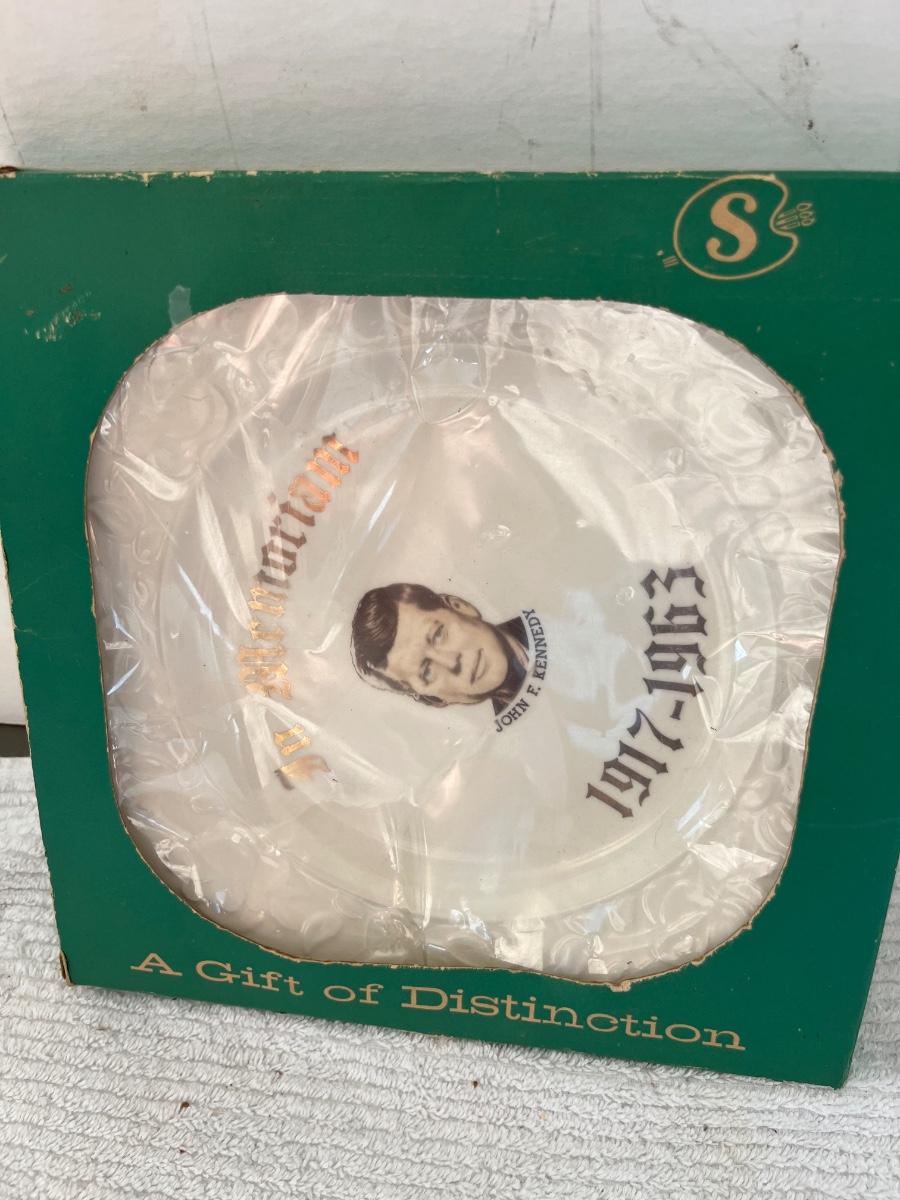 S
In Memoriam
JOHN F. KENNEDY
1917-1963
A Gift of Distinction